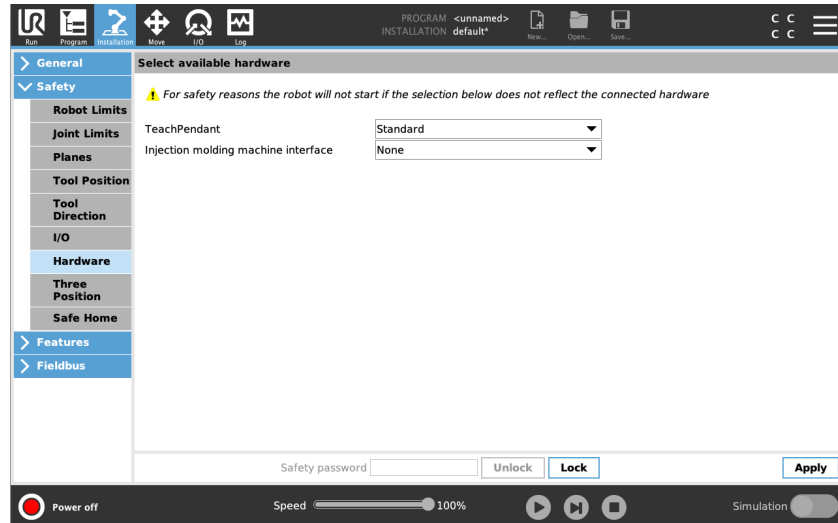 UR
Run
Program
Installation
Move
I/O
Log
PROGRAM <unnamed>
INSTALLATION default*
New...
Open...
Save...
C C
C C
General
Safety
Robot Limits
Joint Limits
Planes
Tool Position
Tool
Direction
I/O
Hardware
Three
Position
Safe Home
Features
Fieldbus
Select available hardware
For safety reasons the robot will not start if the selection below does not reflect the connected hardware
TeachPendant Standard
Injection molding machine interface None
Safety password Unlock Lock Apply
Power off Speed 100% Simulation